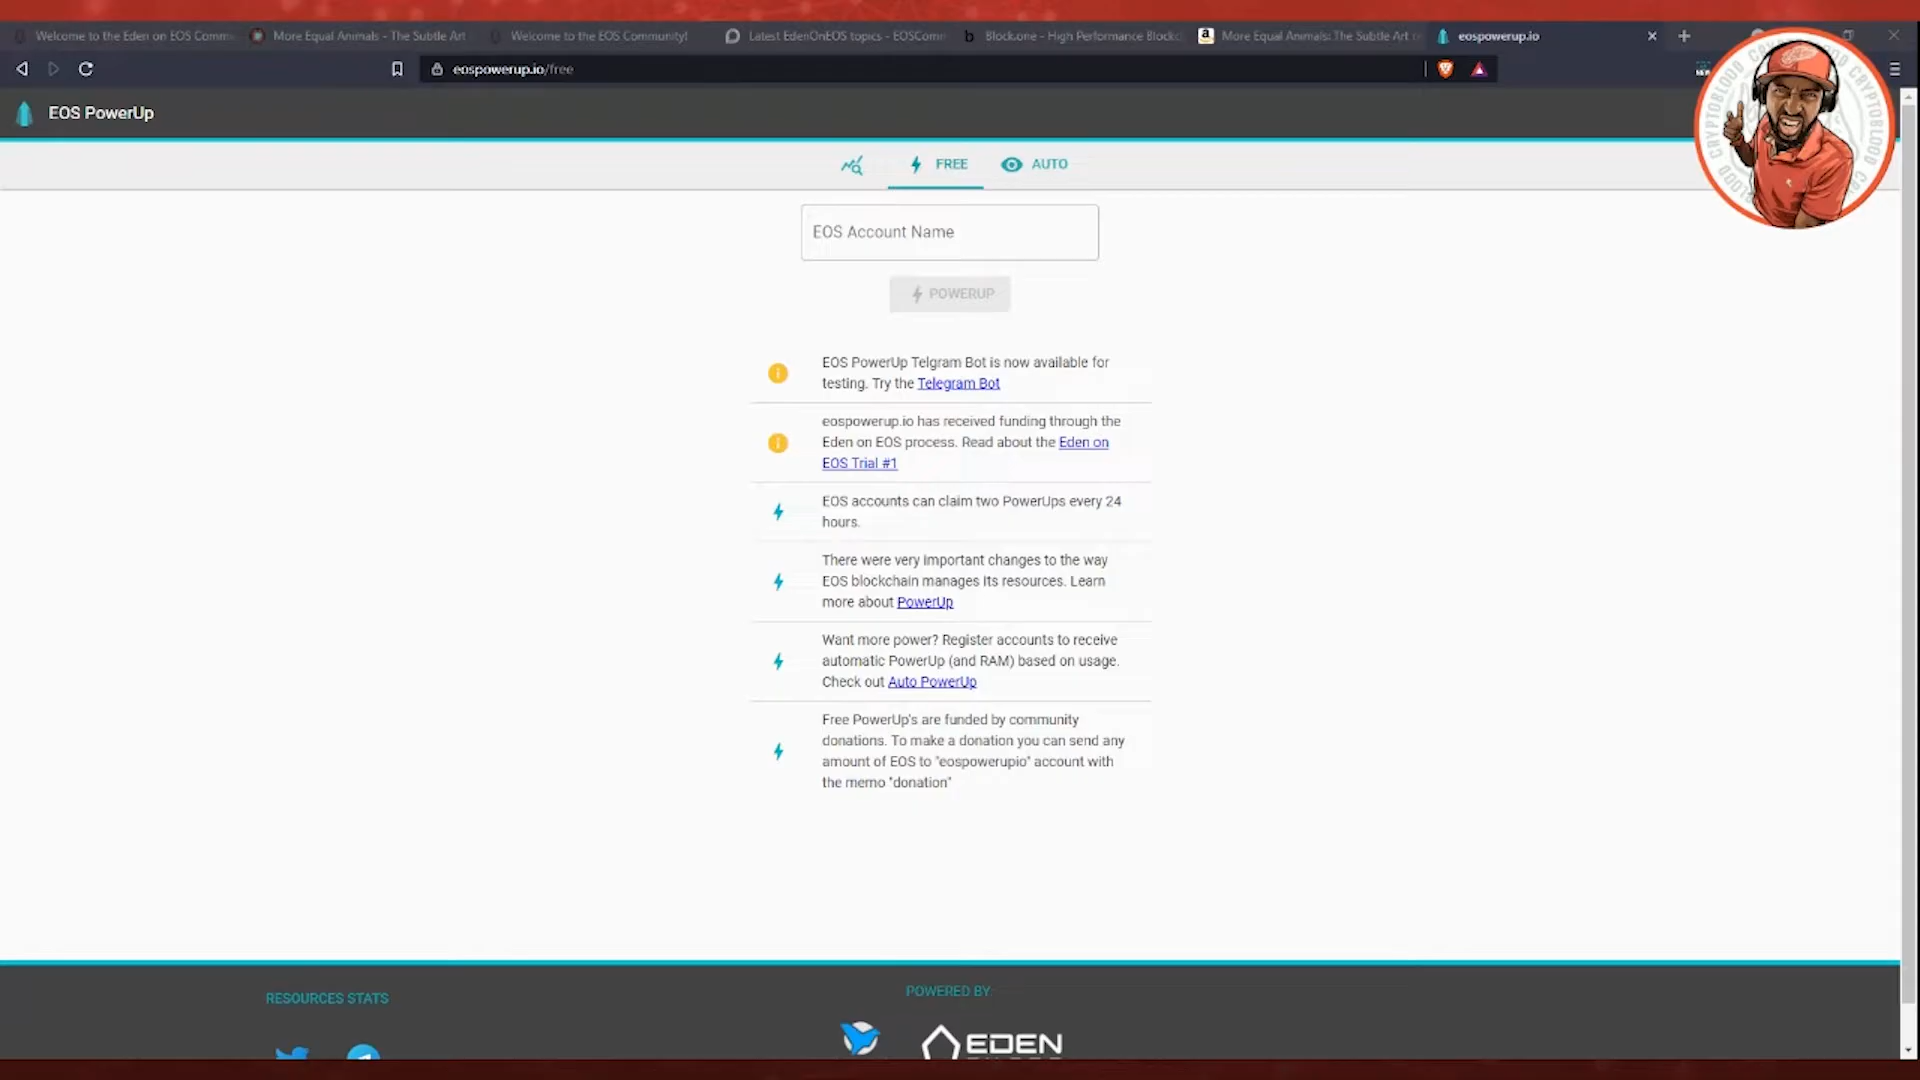 Welcome to the Eden on EOS Comm
More Equal Animals - The Subtle Art
Welcome to the EOS Community!
Latest EdenOnEOS topics - EOSComm
Block.one - High Performance Blockc
More Equal Animals: The Subtle Art
eospowerup.io
eospowerup.io/free
EOS PowerUp
FREE
AUTO
EOS Account Name
POWERUP
EOS PowerUp Telgram Bot is now available for
testing. Try the Telegram Bot
eospowerup.io has received funding through the
Eden on EOS process. Read about the Eden on
EOS Trial #1
EOS accounts can claim two PowerUps every 24
hours.
There were very important changes to the way
EOS blockchain manages its resources. Learn
more about PowerUp
Want more power? Register accounts to receive
automatic PowerUp (and RAM) based on usage.
Check out Auto PowerUp
Free PowerUp's are funded by community
donations. To make a donation you can send any
amount of EOS to "eospowerupio" account with
the memo "donation"
RESOURCES STATS
POWERED BY
EDEN
CRYPTOBLOOD